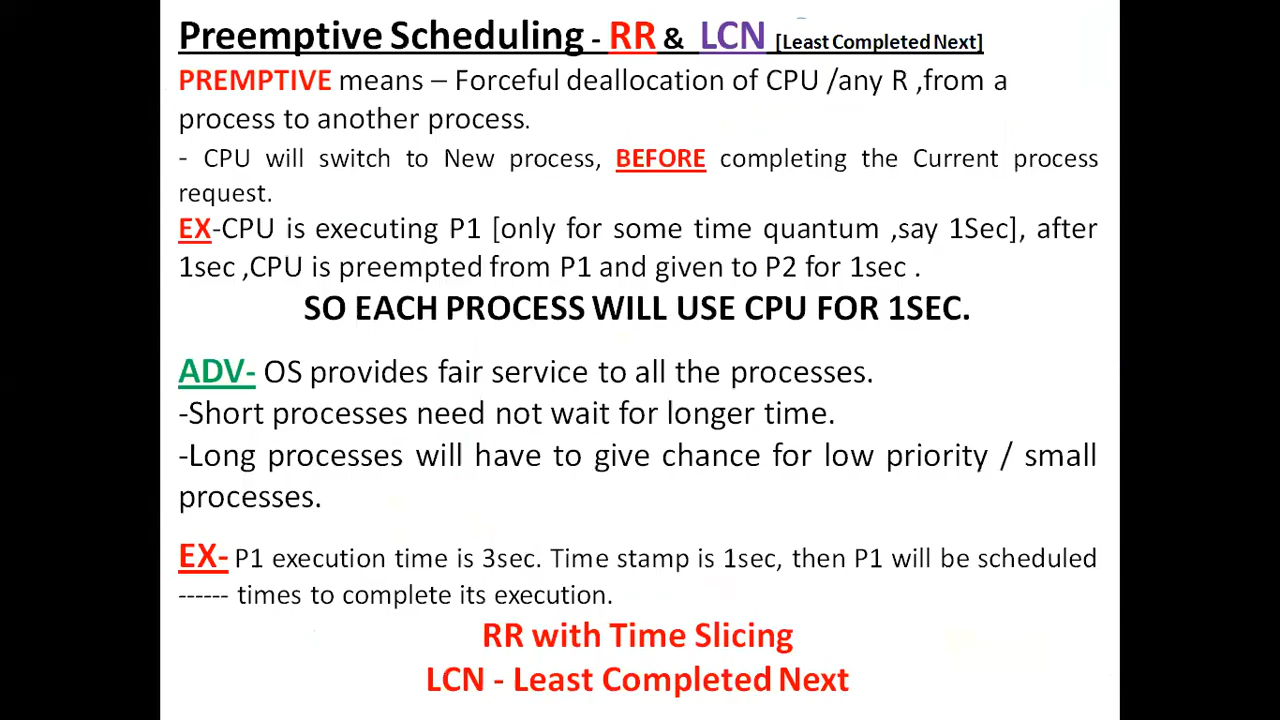 Preemptive Scheduling - RR & LCN [Least Completed Next]
PREMPTIVE means – Forceful deallocation of CPU /any R ,from a
process to another process.
- CPU will switch to New process, BEFORE completing the Current process
request.
EX-CPU is executing P1 [only for some time quantum ,say 1Sec], after
1sec ,CPU is preempted from P1 and given to P2 for 1sec .
SO EACH PROCESS WILL USE CPU FOR 1SEC.
ADV- OS provides fair service to all the processes.
-Short processes need not wait for longer time.
-Long processes will have to give chance for low priority / small
processes.
EX- P1 execution time is 3sec. Time stamp is 1sec, then P1 will be scheduled
------ times to complete its execution.
RR with Time Slicing
LCN - Least Completed Next